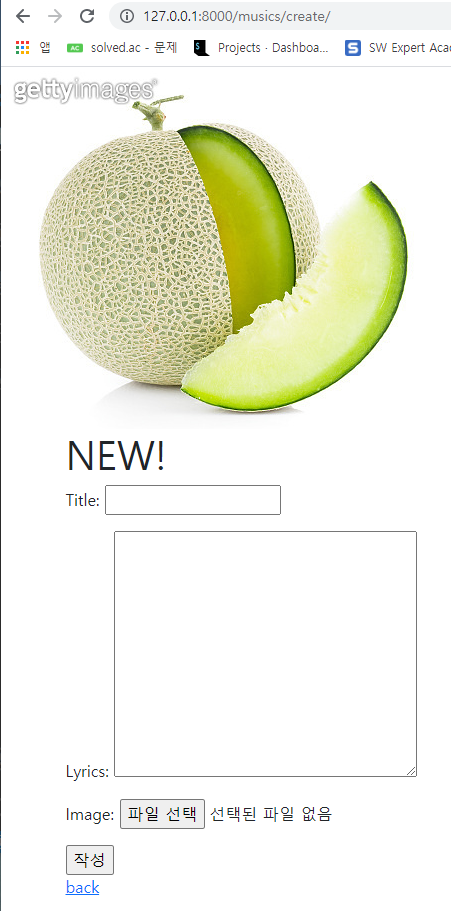 127.0.0.1:8000/musics/create/
앱 AC solved.ac - 문제 Projects · Dashboa... S SW Expert Aca
gettyimages®
NEW!
Title:
Lyrics:
Image: 파일 선택 선택된 파일 없음
작성
back